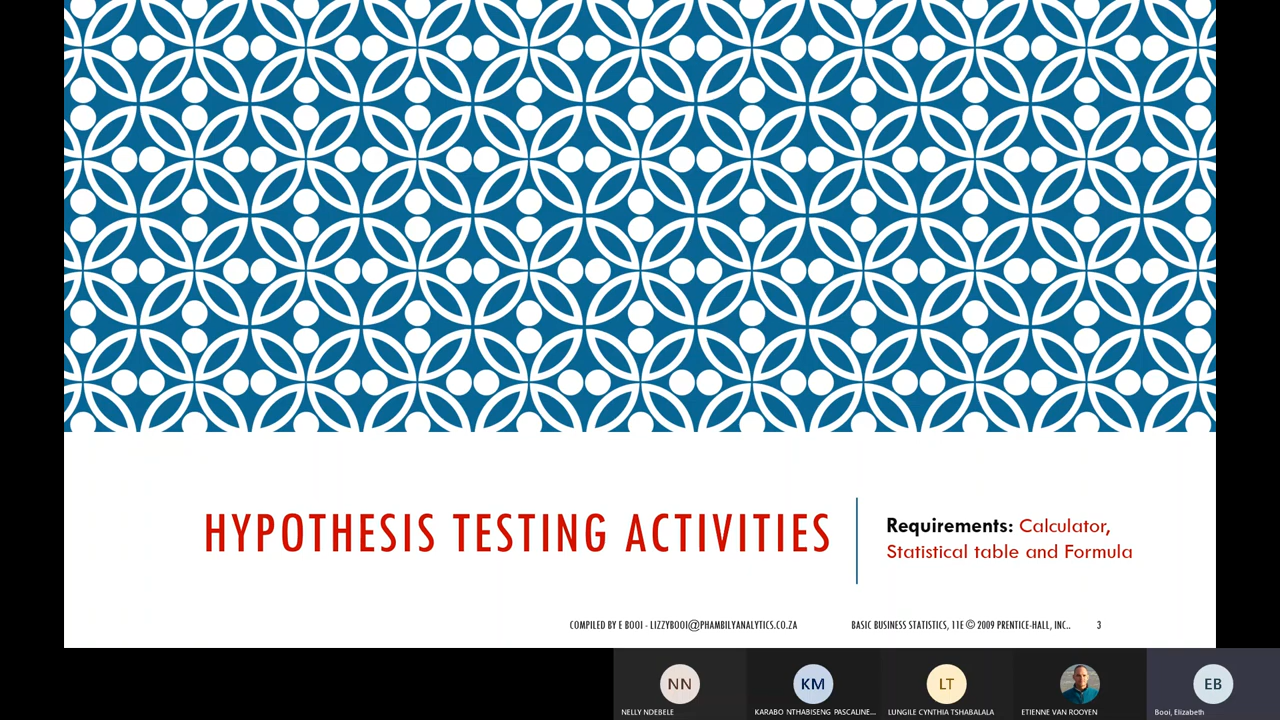 HYPOTHESIS TESTING ACTIVITIES
Requirements: Calculator,
Statistical table and Formula
COMPILED BY E BOOI - LIZZYBOOI@PHAMBILYANALYTICS.CO.ZA
BASIC BUSINESS STATISTICS, 11E © 2009 PRENTICE-HALL, INC..
3
NN
KM
LT
EB
NELLY NDEBELE
KARABO NTHABISENG PASCALINE...
LUNGILE CYNTHIA TSHABALALA
ETIENNE VAN ROOYEN
Booi, Elizabeth